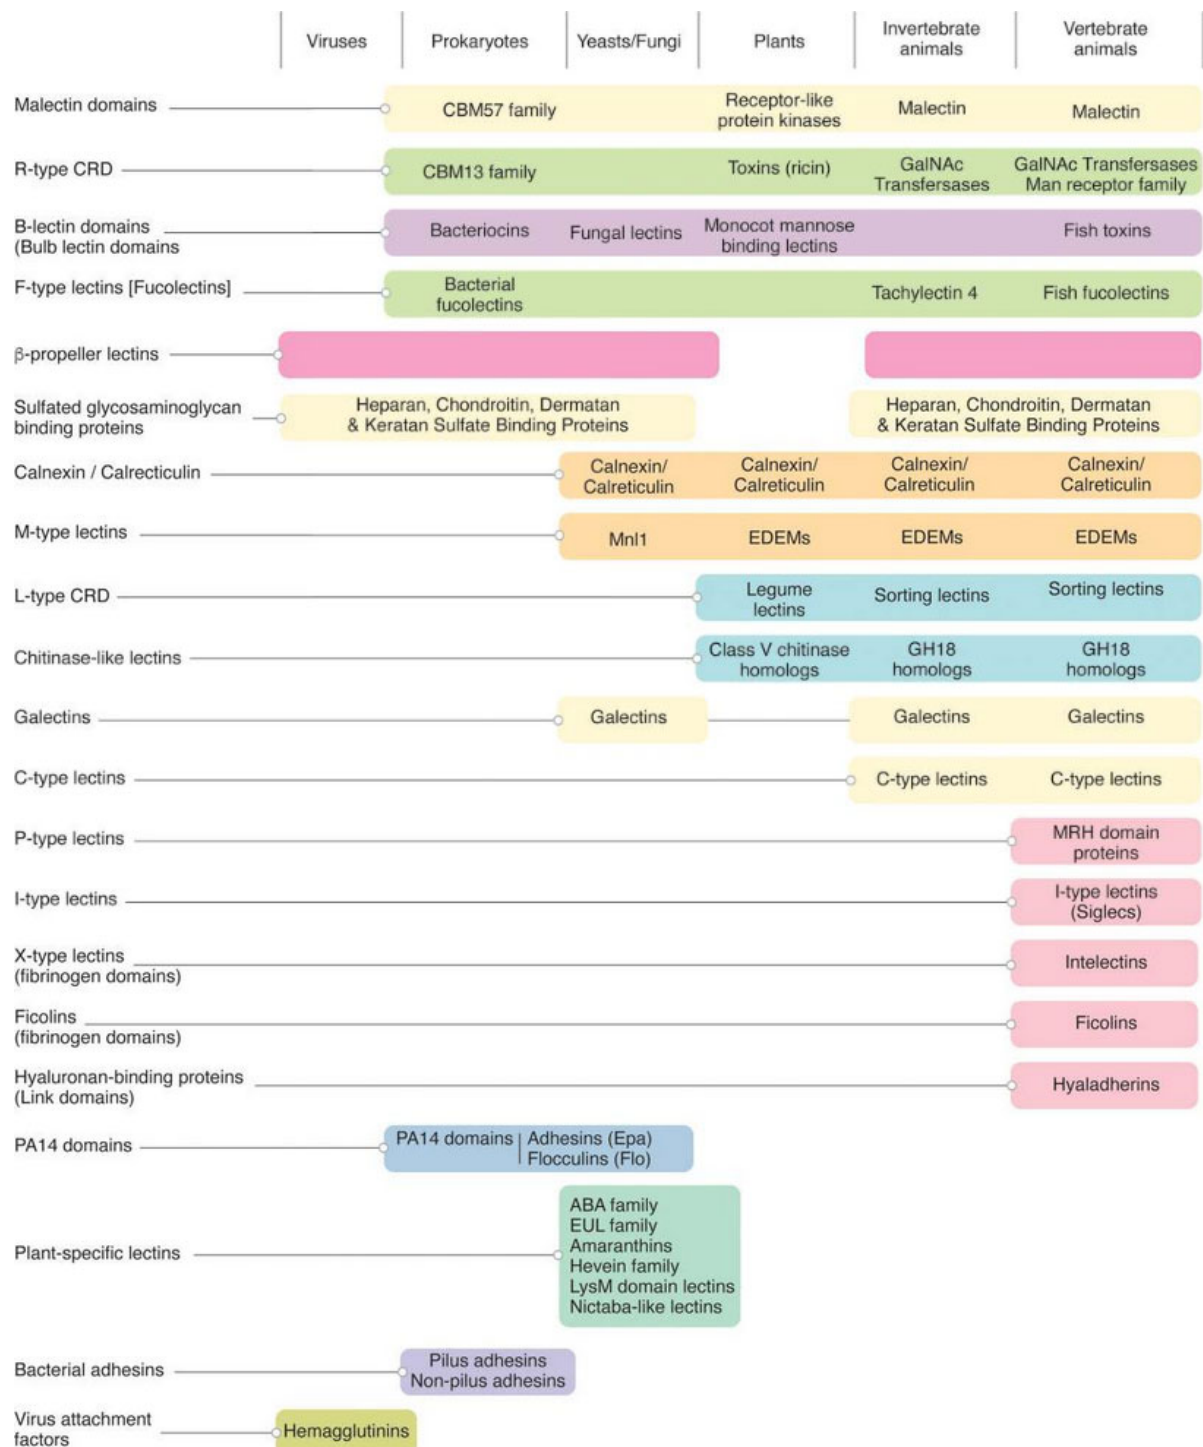 Viruses
Prokaryotes
Yeasts/Fungi
Plants
Invertebrate
animals
Vertebrate
animals
Malectin domains
CBM57 family
Receptor-like
protein kinases
Malectin
Malectin
R-type CRD
CBM13 family
Toxins (ricin)
GalNAc
Transfersases
GalNAc Transfersases
Man receptor family
B-lectin domains
(Bulb lectin domains
Bacteriocins
Fungal lectins
Monocot mannose
binding lectins
Fish toxins
F-type lectins [Fucolectins]
Bacterial
fucolectins
Tachylectin 4
Fish fucolectins
β-propeller lectins
Sulfated glycosaminoglycan
binding proteins
Heparan, Chondroitin, Dermatan
& Keratan Sulfate Binding Proteins
Heparan, Chondroitin, Dermatan
& Keratan Sulfate Binding Proteins
Calnexin / Calrecticulin
Calnexin/
Calreticulin
Calnexin/
Calreticulin
Calnexin/
Calreticulin
Calnexin/
Calreticulin
M-type lectins
Mnl1
EDEMs
EDEMs
EDEMs
L-type CRD
Legume
lectins
Sorting lectins
Sorting lectins
Chitinase-like lectins
Class V chitinase
homologs
GH18
homologs
GH18
homologs
Galectins
Galectins
Galectins
Galectins
C-type lectins
C-type lectins
C-type lectins
P-type lectins
MRH domain
proteins
I-type lectins
I-type lectins
(Siglecs)
X-type lectins
(fibrinogen domains)
Intelectins
Ficolins
(fibrinogen domains)
Ficolins
Hyaluronan-binding proteins
(Link domains)
Hyaladherins
PA14 domains
PA14 domains
Adhesins (Epa)
Flocculins (Flo)
Plant-specific lectins
ABA family
EUL family
Amaranthins
Hevein family
LysM domain lectins
Nictaba-like lectins
Bacterial adhesins
Pilus adhesins
Non-pilus adhesins
Virus attachment
factors
Hemagglutinins